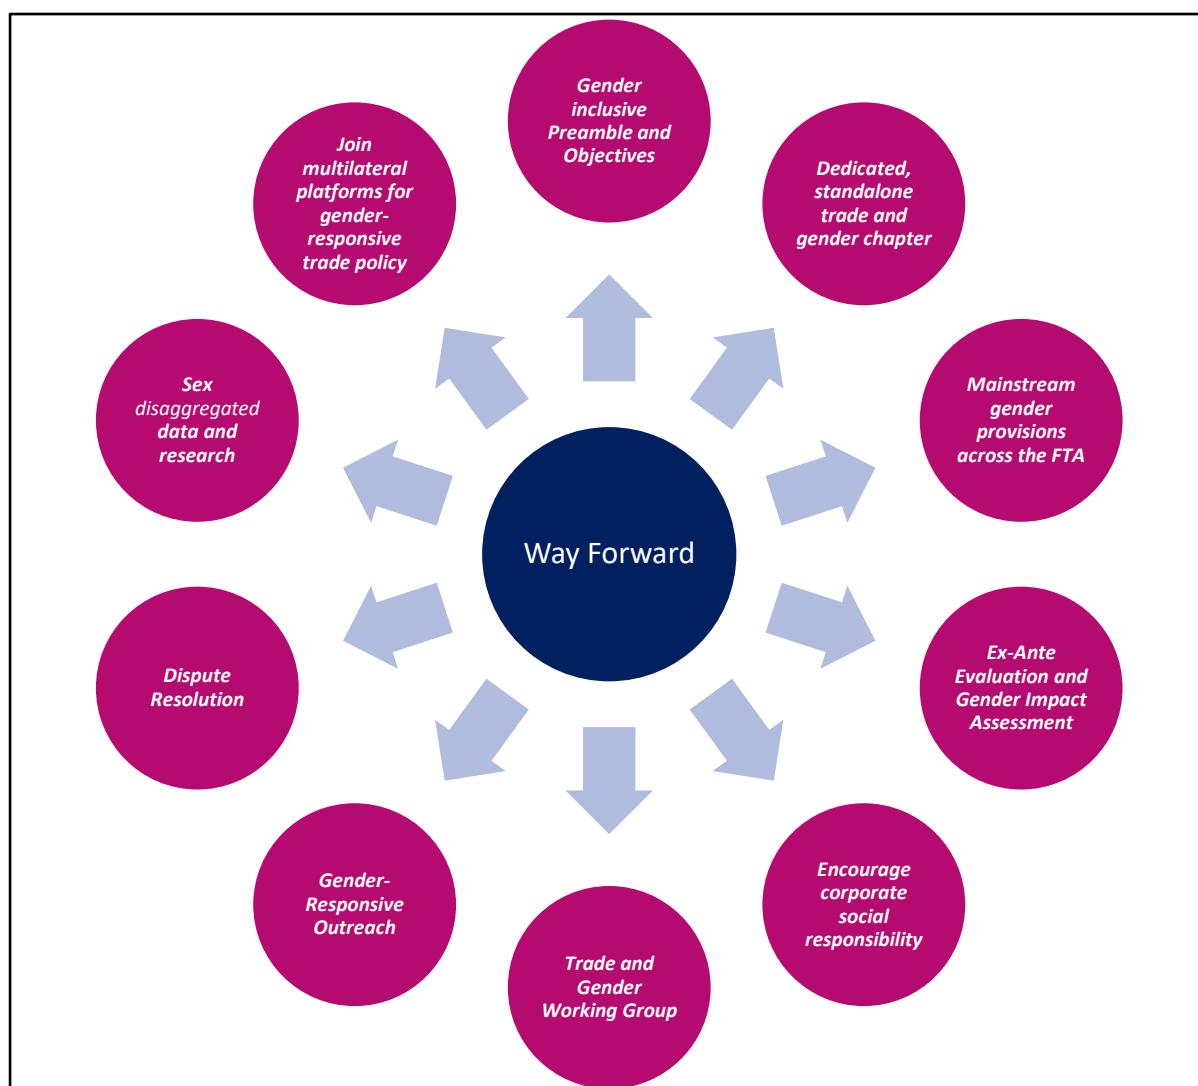 Gender
inclusive
Preamble and
Objectives
Dedicated,
standalone
trade and
gender chapter
Mainstream
gender
provisions
across the FTA
Ex-Ante
Evaluation and
Gender Impact
Assessment
Encourage
corporate
social
responsibility
Trade and
Gender
Working Group
Gender-
Responsive
Outreach
Dispute
Resolution
Sex
disaggregated
data and
research
Join
multilateral
platforms for
gender-
responsive
trade policy
Way Forward